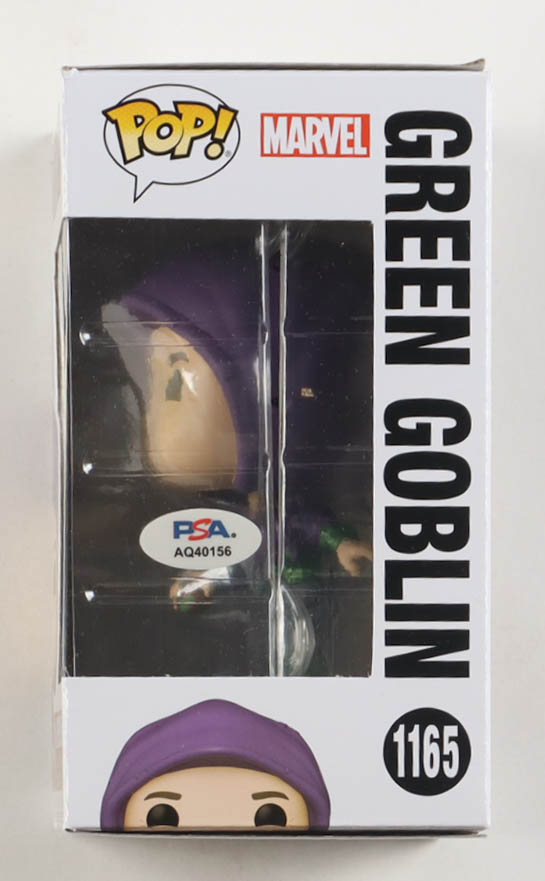 POP!
MARVEL
GREEN GOBLIN
PSA.
AQ40156
1165